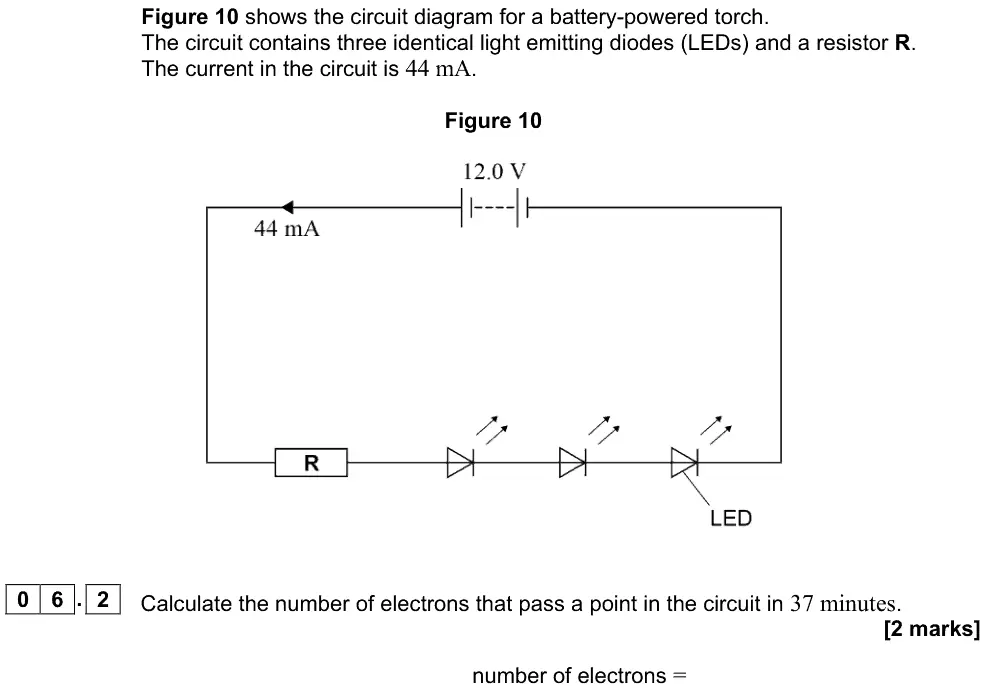 Figure 10 shows the circuit diagram for a battery-powered torch.
The circuit contains three identical light emitting diodes (LEDs) and a resistor R.
The current in the circuit is 44 mA.
Figure 10
12.0 V
44 mA
R
LED
0 6 . 2 Calculate the number of electrons that pass a point in the circuit in 37 minutes.
[2 marks]
number of electrons =